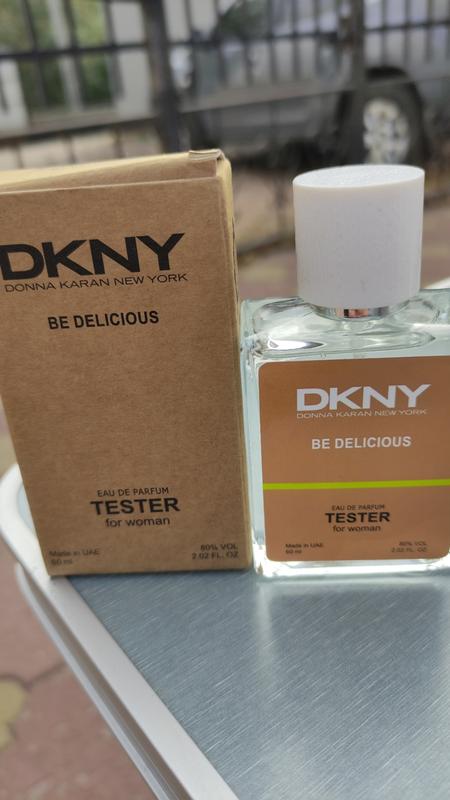 DKNY
DONNA KARAN NEW YORK
BE DELICIOUS
EAU DE PARFUM
TESTER
for woman
Made in UAE
60 ml
80% VOL
2.02 FL. OZ
DKNY
DONNA KARAN NEW YORK
BE DELICIOUS
EAU DE PARFUM
TESTER
for woman
Made in UAE
60 ml
80% VOL
2.02 FL. OZ